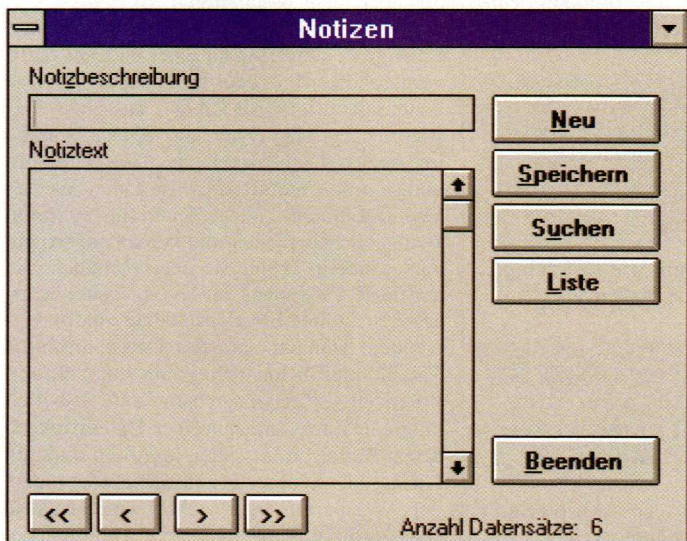 Notizen
Notizbeschreibung
Neu
Notiztext
Speichern
Suchen
Liste
Beenden
<< < > >>
Anzahl Datensätze: 6